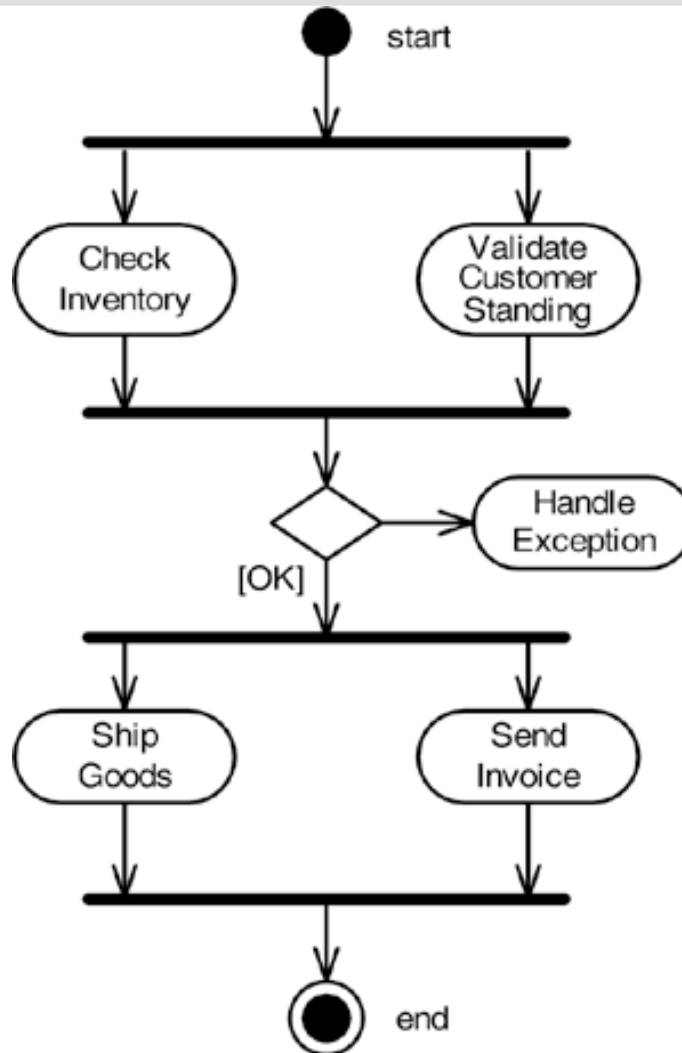 start
Check
Inventory
Validate
Customer
Standing
Handle
Exception
[OK]
Ship
Goods
Send
Invoice
end